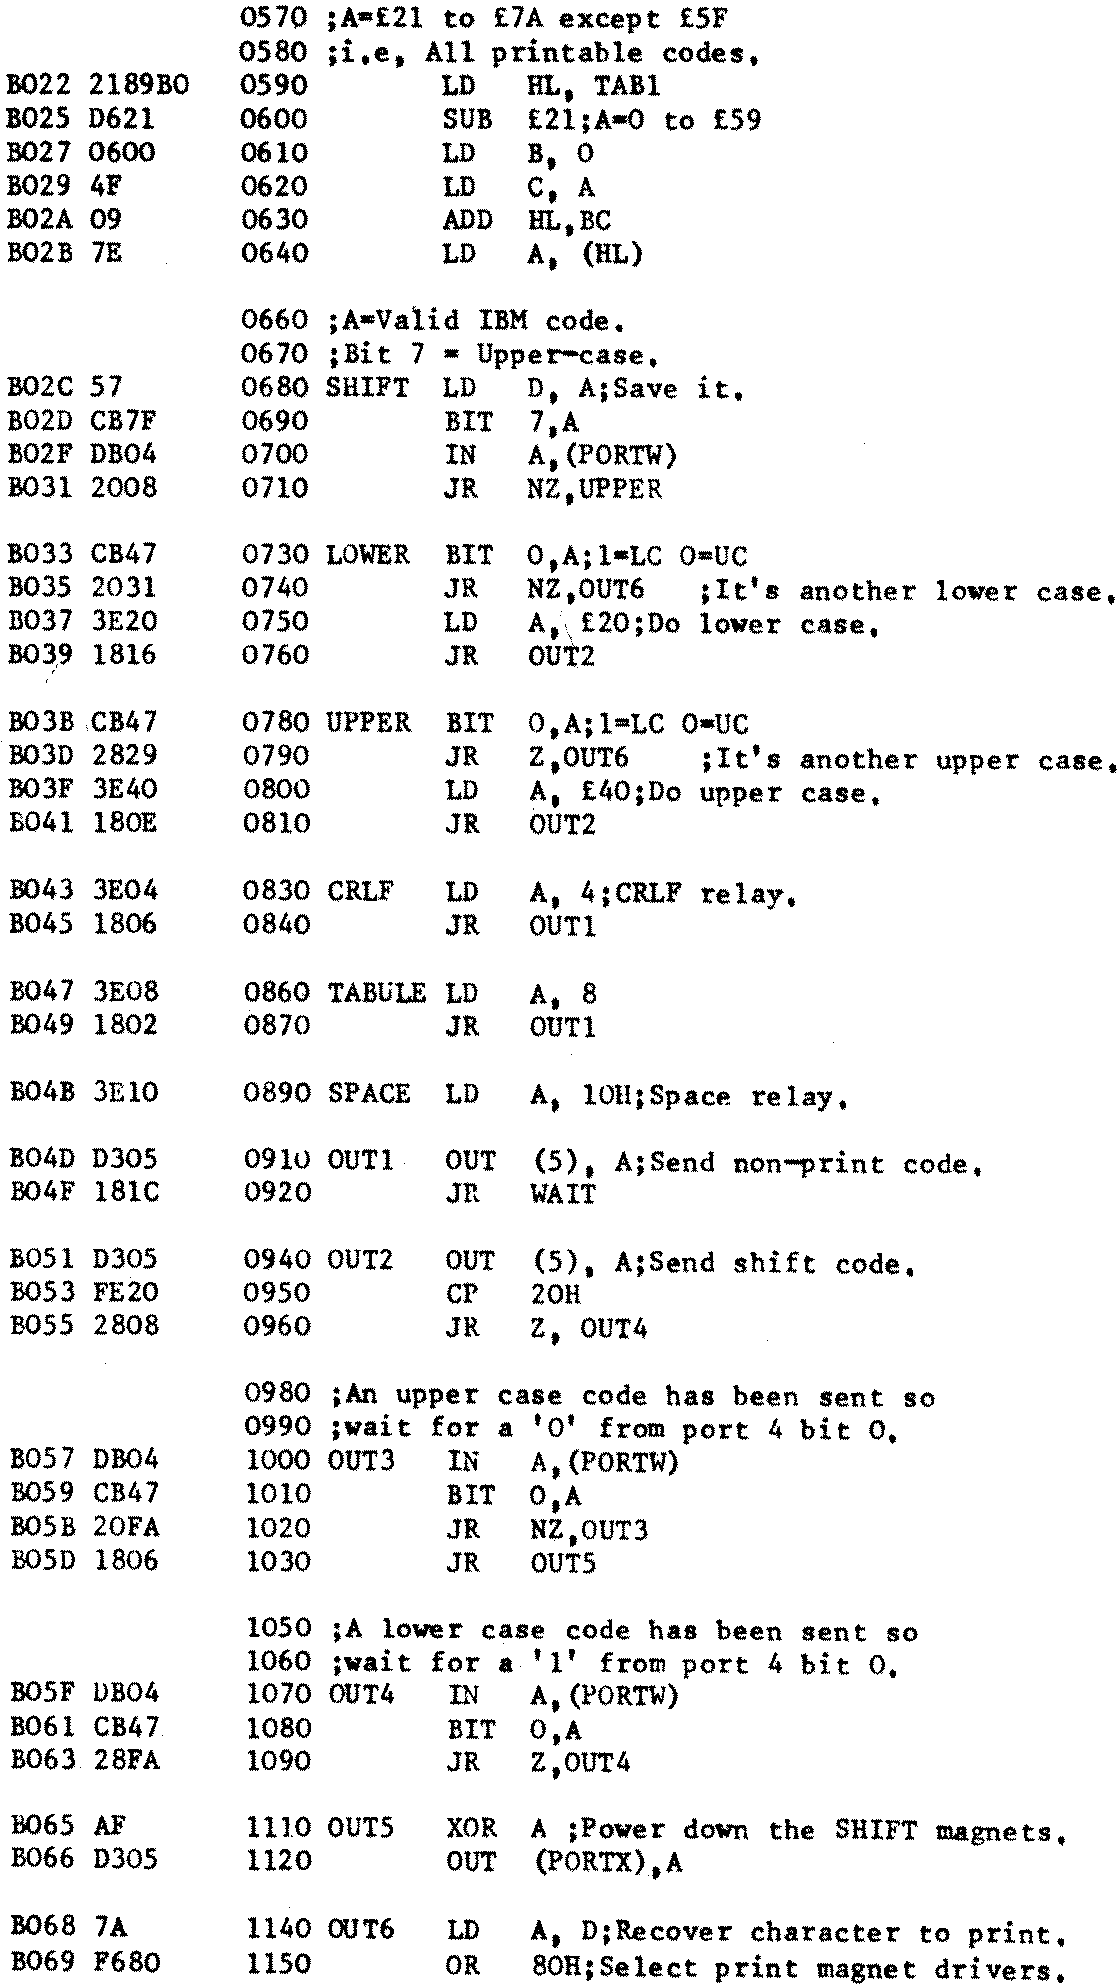 0570 ;A=£21 to £7A except £5F
0580 ;i.e. All printable codes.
B022 2189B0 0590 LD HL, TAB1
B025 D621 0600 SUB £21;A=0 to £59
B027 0600 0610 LD B, 0
B029 4F 0620 LD C, A
B02A 09 0630 ADD HL,BC
B02B 7E 0640 LD A, (HL)
0660 ;A=Valid IBM code.
0670 ;Bit 7 = Upper-case.
B02C 57 0680 SHIFT LD D, A;Save it.
B02D CB7F 0690 BIT 7,A
B02F DB04 0700 IN A,(PORTW)
B031 2008 0710 JR NZ,UPPER
B033 CB47 0730 LOWER BIT 0,A;1=LC 0=UC
B035 2031 0740 JR NZ,OUT6 ;It's another lower case.
B037 3E20 0750 LD A, £20;Do lower case.
B039 1816 0760 JR OUT2
B03B CB47 0780 UPPER BIT 0,A;1=LC 0=UC
B03D 2829 0790 JR Z,OUT6 ;It's another upper case.
B03F 3E40 0800 LD A, £40;Do upper case.
B041 180E 0810 JR OUT2
B043 3E04 0830 CRLF LD A, 4;CRLF relay.
B045 1806 0840 JR OUT1
B047 3E08 0860 TABULE LD A, 8
B049 1802 0870 JR OUT1
B04B 3E10 0890 SPACE LD A, 10H;Space relay.
B04D D305 0910 OUT1 OUT (5), A;Send non-print code.
B04F 181C 0920 JR WAIT
B051 D305 0940 OUT2 OUT (5), A;Send shift code.
B053 FE20 0950 CP 20H
B055 2808 0960 JR Z, OUT4
0980 ;An upper case code has been sent so
0990 ;wait for a '0' from port 4 bit 0.
B057 DB04 1000 OUT3 IN A,(PORTW)
B059 CB47 1010 BIT 0,A
B05B 20FA 1020 JR NZ,OUT3
B05D 1806 1030 JR OUT5
1050 ;A lower case code has been sent so
1060 ;wait for a '1' from port 4 bit 0.
B05F DB04 1070 OUT4 IN A,(PORTW)
B061 CB47 1080 BIT 0,A
B063 28FA 1090 JR Z,OUT4
B065 AF 1110 OUT5 XOR A ;Power down the SHIFT magnets.
B066 D305 1120 OUT (PORTX),A
B068 7A 1140 OUT6 LD A, D;Recover character to print.
B069 F680 1150 OR 80H;Select print magnet drivers.